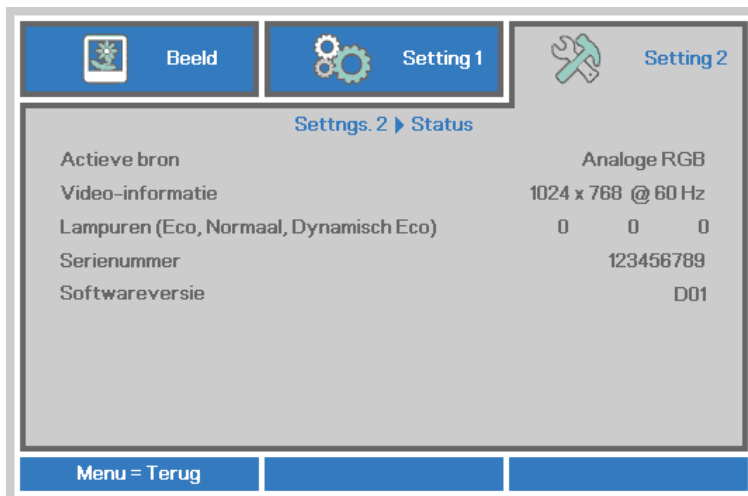 Beeld Setting 1 Setting 2
Settngs. 2 ▶ Status
Actieve bron Analoge RGB
Video-informatie 1024 x 768 @ 60 Hz
Lampuren (Eco, Normaal, Dynamisch Eco) 0 0 0
Serienummer 123456789
Softwareversie D01
Menu = Terug